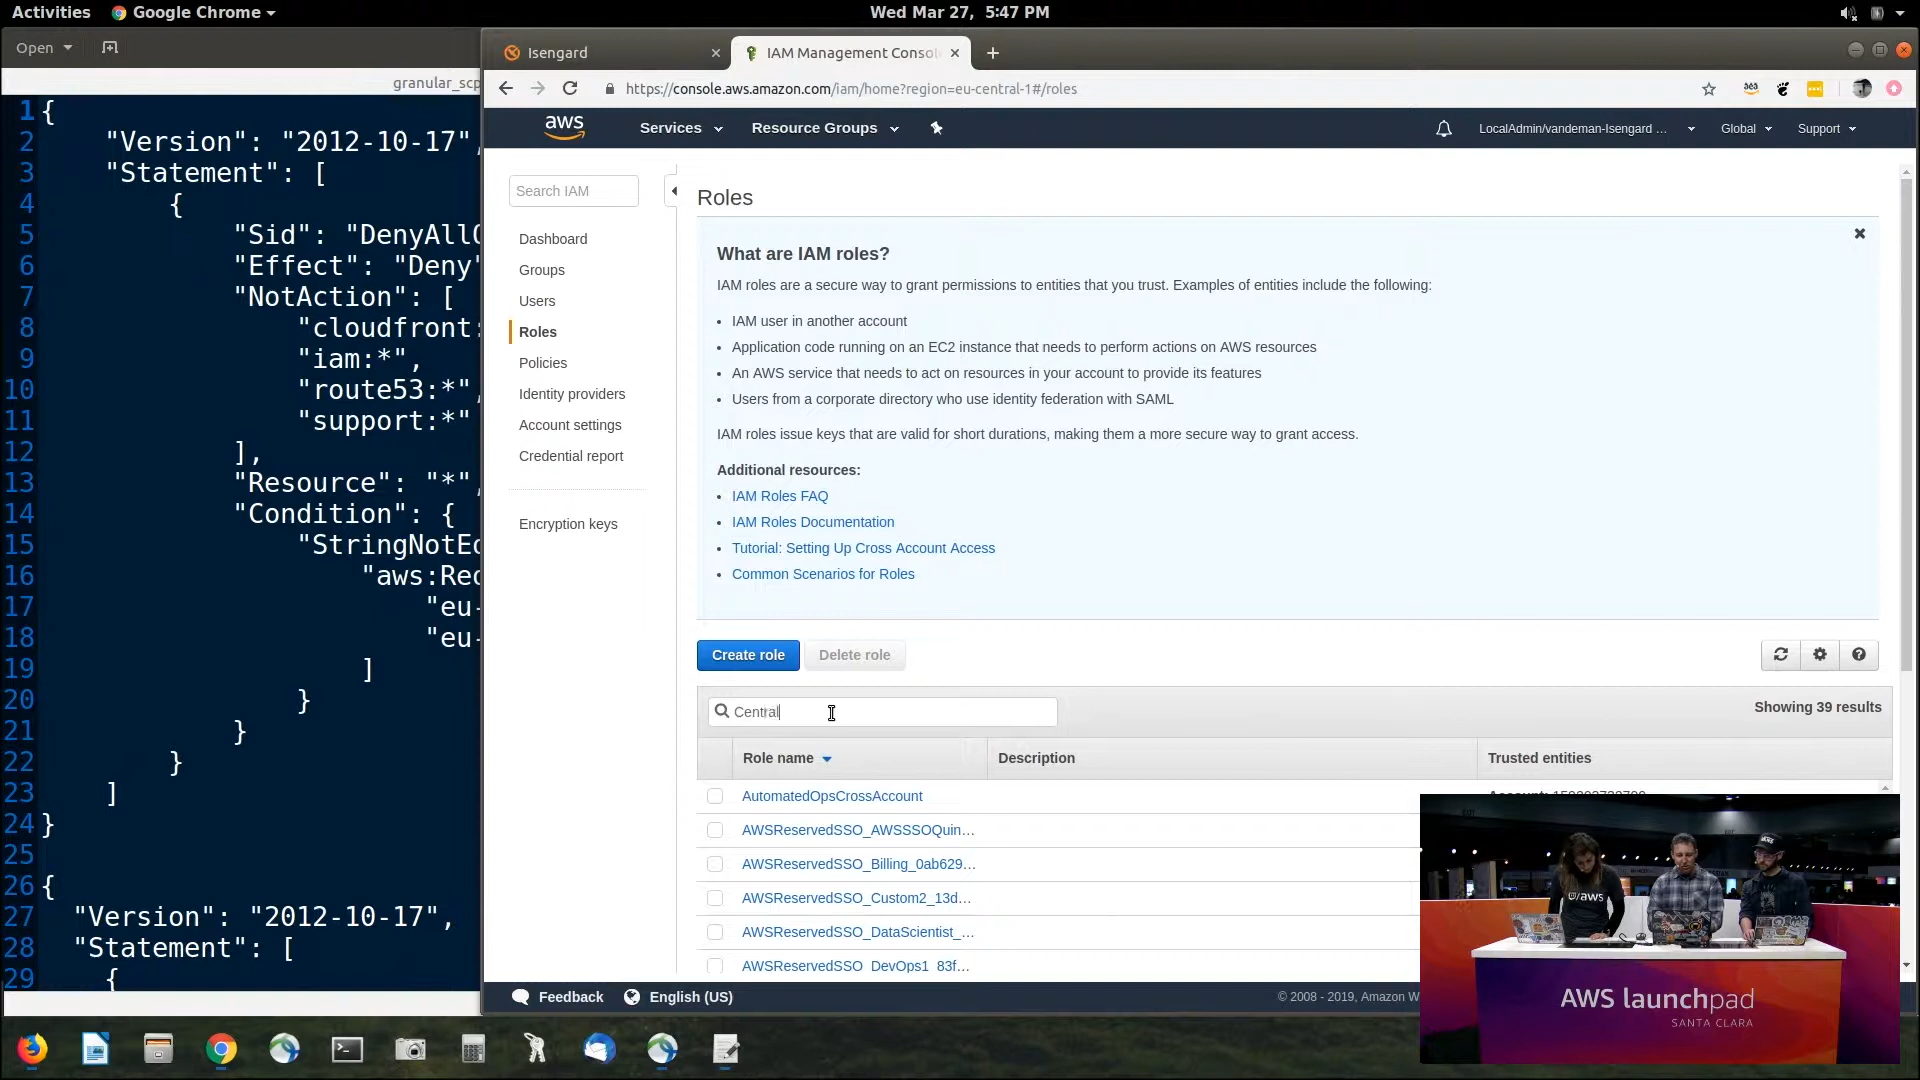 Activities
Google Chrome
Wed Mar 27, 5:47 PM
Open
granular_scp
1 {
2 "Version": "2012-10-17",
3 "Statement": [
4 {
5 "Sid": "DenyAllO
6 "Effect": "Deny"
7 "NotAction": [
8 "cloudfront:
9 "iam:*",
10 "route53:*",
11 "support:*"
12 ],
13 "Resource": "*",
14 "Condition": {
15 "StringNotEq
16 "aws:Req
17 "eu-
18 "eu-
19 ]
20 }
21 }
22 }
23 ]
24 }
25
26 {
27 "Version": "2012-10-17",
28 "Statement": [
29 {
Isengard
IAM Management Consol
https://console.aws.amazon.com/iam/home?region=eu-central-1#/roles
aws
Services
Resource Groups
LocalAdmin/vandeman-Isengard ...
Global
Support
Search IAM
Dashboard
Groups
Users
Roles
Policies
Identity providers
Account settings
Credential report
Encryption keys
Roles
What are IAM roles?
IAM roles are a secure way to grant permissions to entities that you trust. Examples of entities include the following:
• IAM user in another account
• Application code running on an EC2 instance that needs to perform actions on AWS resources
• An AWS service that needs to act on resources in your account to provide its features
• Users from a corporate directory who use identity federation with SAML
IAM roles issue keys that are valid for short durations, making them a more secure way to grant access.
Additional resources:
• IAM Roles FAQ
• IAM Roles Documentation
• Tutorial: Setting Up Cross Account Access
• Common Scenarios for Roles
Create role
Delete role
Central
Showing 39 results
Role name
Description
Trusted entities
AutomatedOpsCrossAccount
AWSReservedSSO_AWSSSOQuin...
AWSReservedSSO_Billing_0ab629...
AWSReservedSSO_Custom2_13d...
AWSReservedSSO_DataScientist_...
AWSReservedSSO_DevOps1_83f...
Feedback
English (US)
© 2008 - 2019, Amazon W
/aws
AWS launchpad
SANTA CLARA